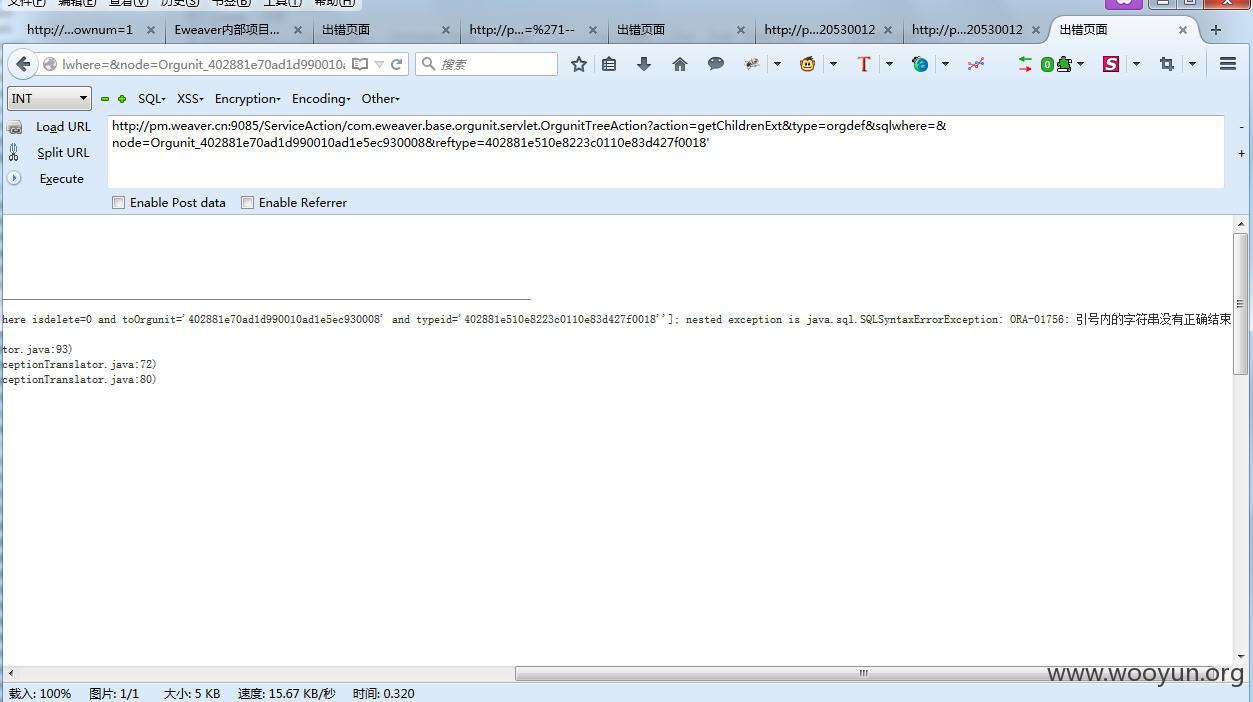 文件(F) 编辑(E) 查看(V) 历史(S) 书签(B) 工具(T) 帮助(H)
http://...ownum=1 Eweaver内部项目... 出错页面 http://p...=%271-- 出错页面 http://p...20530012 http://p...20530012 出错页面
lwhere=&node=Orgunit_402881e70ad1d990010a 搜索
INT SQL- XSS- Encryption- Encoding- Other-
Load URL http://pm.weaver.cn:9085/ServiceAction/com.eweaver.base.orgunit.servlet.OrgunitTreeAction?action=getChildrenExt&type=orgdef&sqlwhere=&
node=Orgunit_402881e70ad1d990010ad1e5ec930008&reftype=402881e510e8223c0110e83d427f0018'
Split URL
Execute
Enable Post data Enable Referrer
here isdelete=0 and toOrgunit='402881e70ad1d990010ad1e5ec930008' and typeid='402881e510e8223c0110e83d427f0018'']; nested exception is java.sql.SQLSyntaxErrorException: ORA-01756: 引号内的字符串没有正确结束
tor.java:93)
ceptionTranslator.java:72)
ceptionTranslator.java:80)
www.wooyun.org
载入: 100% 图片: 1/1 大小: 5 KB 速度: 15.67 KB/秒 时间: 0.320